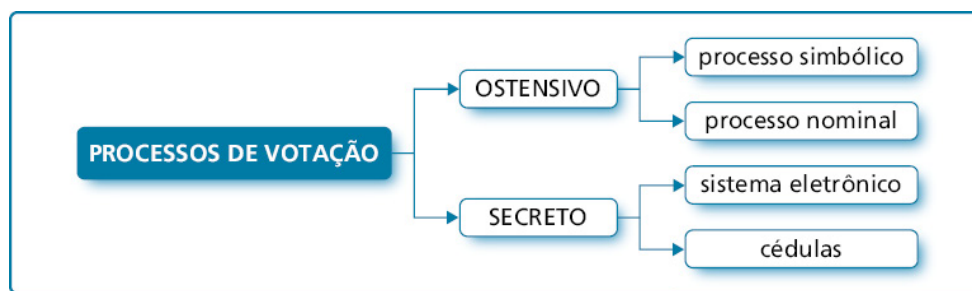 PROCESSOS DE VOTAÇÃO
OSTENSIVO
processo simbólico
processo nominal
SECRETO
sistema eletrônico
cédulas